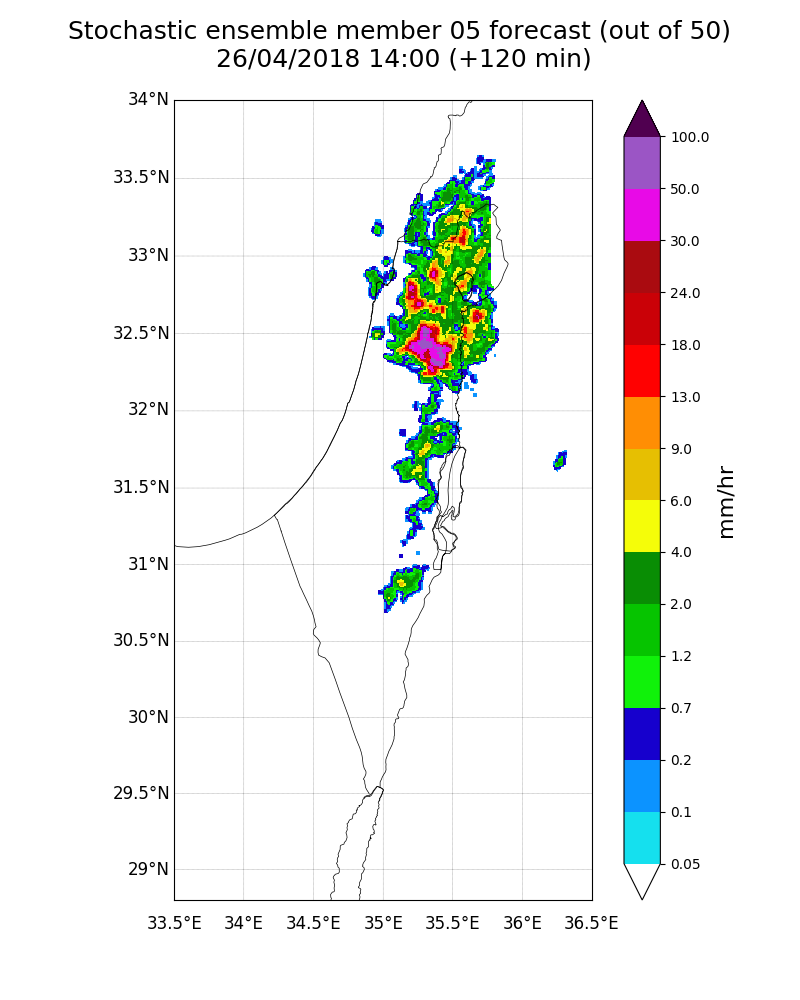 Stochastic ensemble member 05 forecast (out of 50)
26/04/2018 14:00 (+120 min)
34°N
33.5°N
33°N
32.5°N
32°N
31.5°N
31°N
30.5°N
30°N
29.5°N
29°N
33.5°E 34°E 34.5°E 35°E 35.5°E 36°E 36.5°E
100.0
50.0
30.0
24.0
18.0
13.0
9.0
6.0
4.0
2.0
1.2
0.7
0.2
0.1
0.05
mm/hr